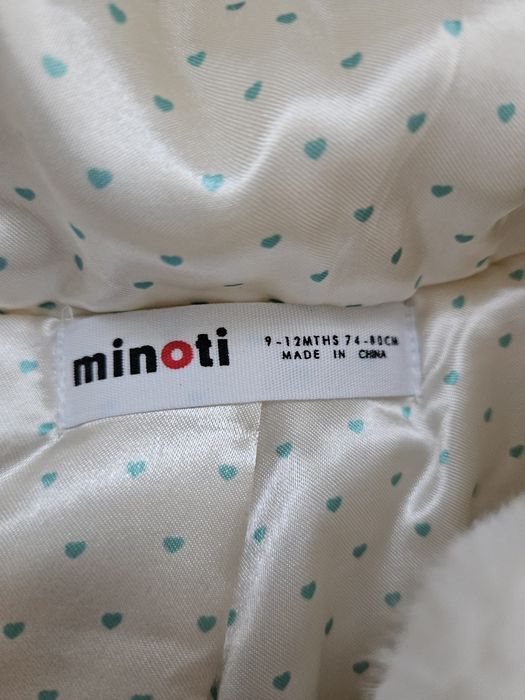 minoti
9-12MTHS 74-80CM
MADE IN CHINA